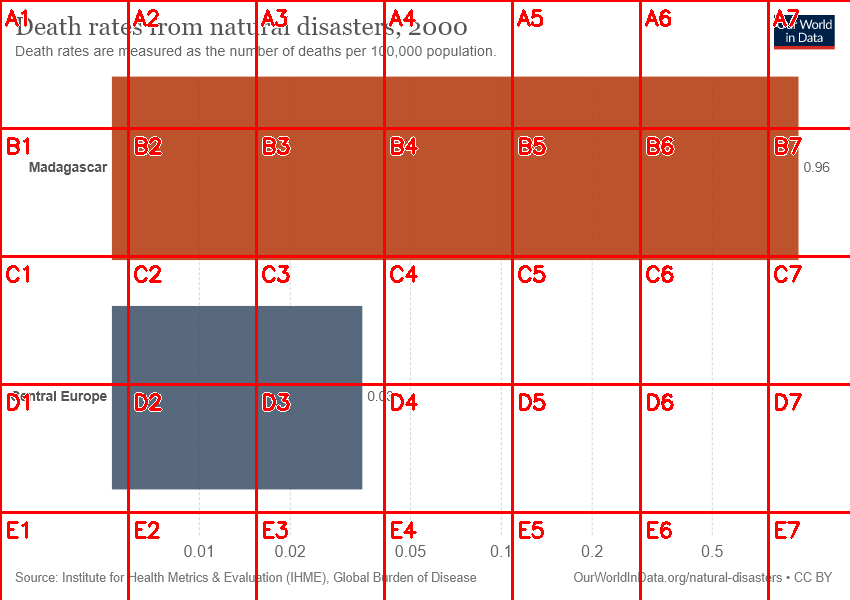 Death rates from natural disasters, 2000
Our World
in Data
Death rates are measured as the number of deaths per 100,000 population.
A1 A2 A3 A4 A5 A6 A7
B1 B2 B3 B4 B5 B6 B7
Madagascar 0.96
C1 C2 C3 C4 C5 C6 C7
Central Europe 0.03
D1 D2 D3 D4 D5 D6 D7
E1 E2 E3 E4 E5 E6 E7
0.01 0.02 0.05 0.1 0.2 0.5
Source: Institute for Health Metrics & Evaluation (IHME), Global Burden of Disease
OurWorldInData.org/natural-disasters • CC BY